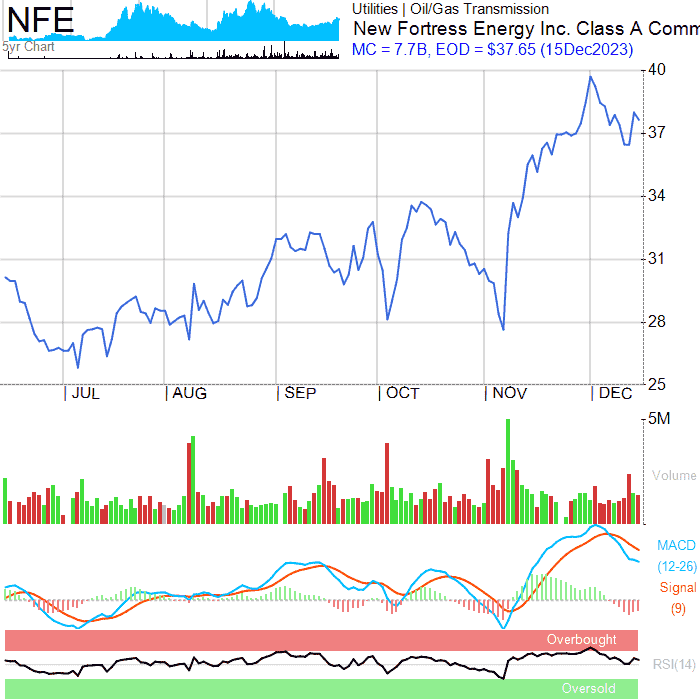 NFE
5yr Chart
Utilities | Oil/Gas Transmission
New Fortress Energy Inc. Class A Comm
MC = 7.7B, EOD = $37.65 (15Dec2023)
40
37
34
31
28
25
JUL AUG SEP OCT NOV DEC
5M
Volume
MACD
(12-26)
Signal
(9)
Overbought
RSI(14)
Oversold